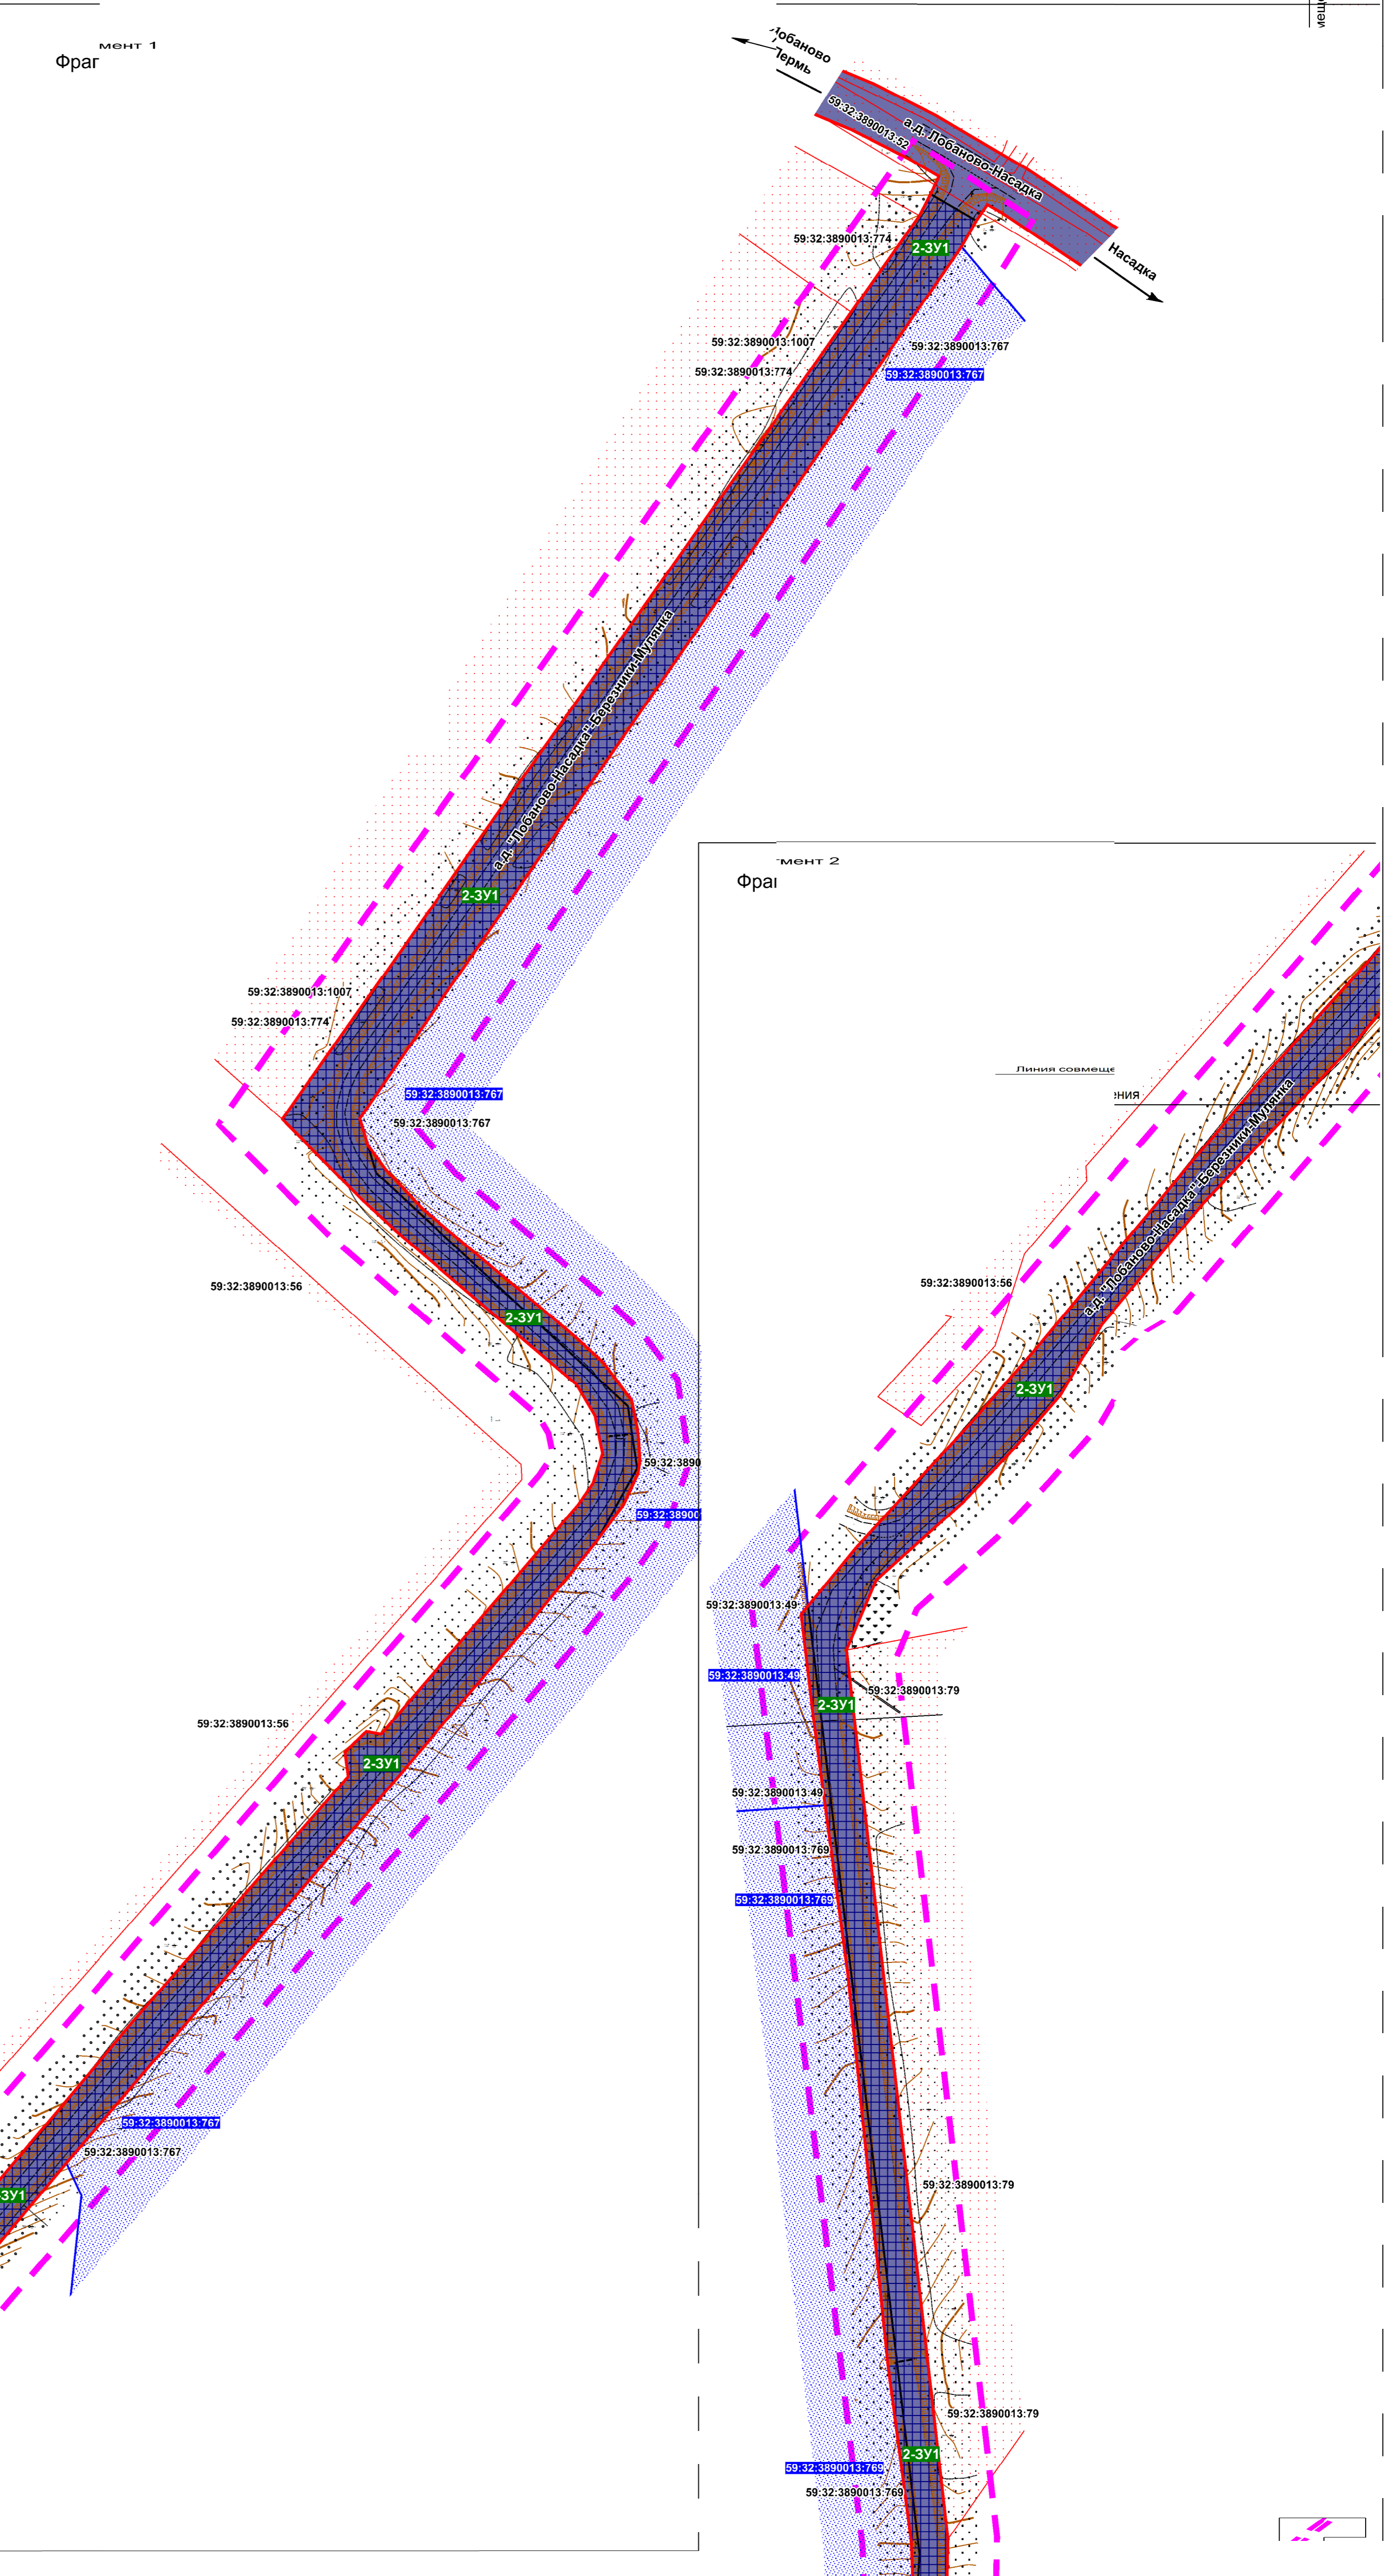 Фраг
мент 1
Лобаново
Пермь
59:32:3890013:52
а.д. Лобаново-Насадка
Насадка
59:32:3890013:774
2-ЗУ1
59:32:3890013:1007
59:32:3890013:767
59:32:3890013:774
59:32:3890013:767
а.д. "Лобаново-Насадка"-Березники-Мулянка
2-ЗУ1
59:32:3890013:1007
59:32:3890013:774
59:32:3890013:767
59:32:3890013:767
59:32:3890013:56
2-ЗУ1
59:32:3890
59:32:38900
59:32:3890013:56
2-ЗУ1
59:32:3890013:767
59:32:3890013:767
ЗУ1
мент 2
Фраг
Линия совмеще
ния
59:32:3890013:56
а.д. "Лобаново-Насадка"-Березники-Мулянка
2-ЗУ1
59:32:3890013:49
59:32:3890013:49
59:32:3890013:79
2-ЗУ1
59:32:3890013:49
59:32:3890013:769
59:32:3890013:769
59:32:3890013:79
59:32:3890013:79
2-ЗУ1
59:32:3890013:769
59:32:3890013:769